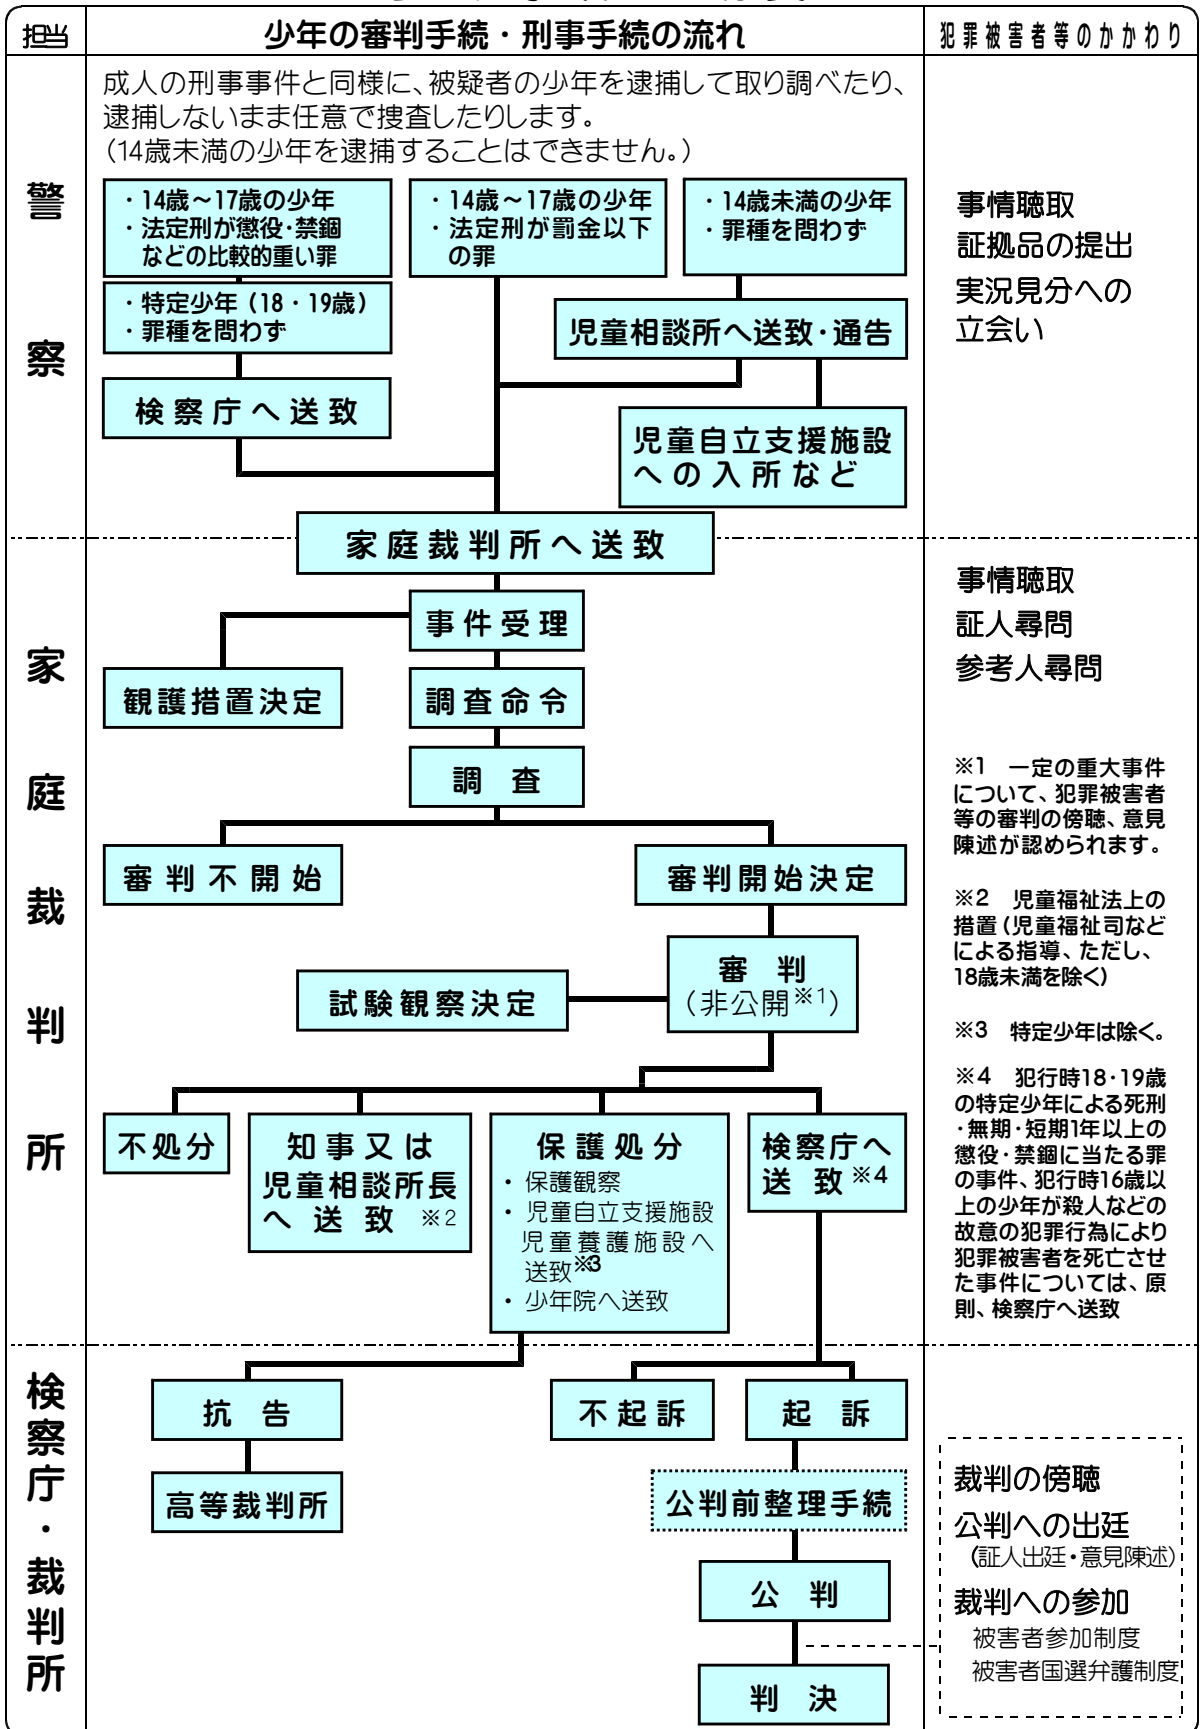 担当
少年の審判手続・刑事手続の流れ
犯罪被害者等のかかわり
警察
成人の刑事事件と同様に、被疑者の少年を逮捕して取り調べたり、
逮捕しないまま任意で捜査したりします。
（14歳未満の少年を逮捕することはできません。）
・14歳～17歳の少年
・法定刑が懲役・禁錮
などの比較的重い罪
・14歳～17歳の少年
・法定刑が罰金以下
の罪
・14歳未満の少年
・罪種を問わず
・特定少年（18・19歳）
・罪種を問わず
児童相談所へ送致・通告
検察庁へ送致
児童自立支援施設
への入所など
事情聴取
証拠品の提出
実況見分への
立会い
家庭裁判所へ送致
家庭裁判所
事件受理
観護措置決定
調査命令
調査
審判不開始
審判開始決定
審判
（非公開※1）
試験観察決定
不処分
知事又は
児童相談所長
へ送致 ※2
保護処分
・保護観察
・児童自立支援施設
児童養護施設へ
送致※3
・少年院へ送致
検察庁へ
送致※4
事情聴取
証人尋問
参考人尋問
※1 一定の重大事件
について、犯罪被害者
等の審判の傍聴、意見
陳述が認められます。
※2 児童福祉法上の
措置（児童福祉司など
による指導、ただし、
18歳未満を除く）
※3 特定少年は除く。
※4 犯行時18・19歳
の特定少年による死刑
・無期・短期1年以上の
懲役・禁錮に当たる罪
の事件、犯行時16歳以
上の少年が殺人などの
故意の犯罪行為により
犯罪被害者を死亡させ
た事件については、原
則、検察庁へ送致
検察庁・裁判所
抗告
高等裁判所
不起訴
起訴
公判前整理手続
公判
判決
裁判の傍聴
公判への出廷
（証人出廷・意見陳述）
裁判への参加
被害者参加制度
被害者国選弁護制度